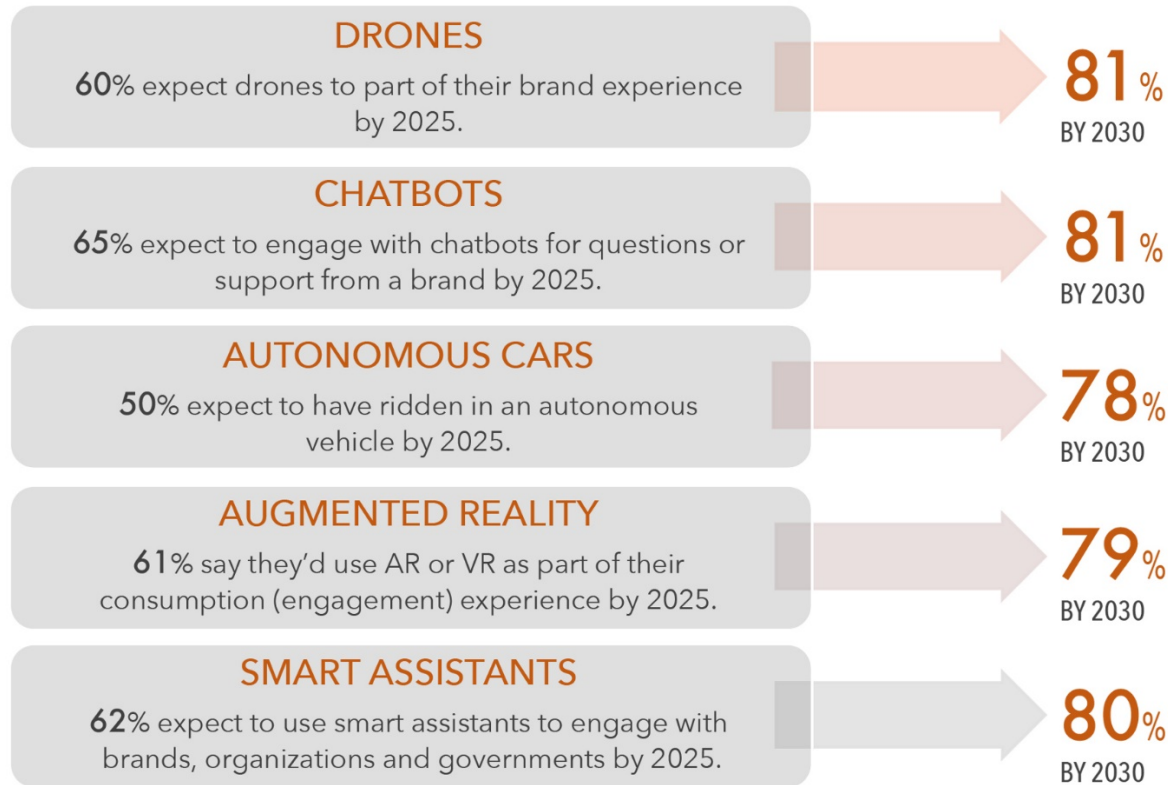 DRONES
60% expect drones to part of their brand experience
by 2025.
81%
BY 2030
CHATBOTS
65% expect to engage with chatbots for questions or
support from a brand by 2025.
81%
BY 2030
AUTONOMOUS CARS
50% expect to have ridden in an autonomous
vehicle by 2025.
78%
BY 2030
AUGMENTED REALITY
61% say they’d use AR or VR as part of their
consumption (engagement) experience by 2025.
79%
BY 2030
SMART ASSISTANTS
62% expect to use smart assistants to engage with
brands, organizations and governments by 2025.
80%
BY 2030